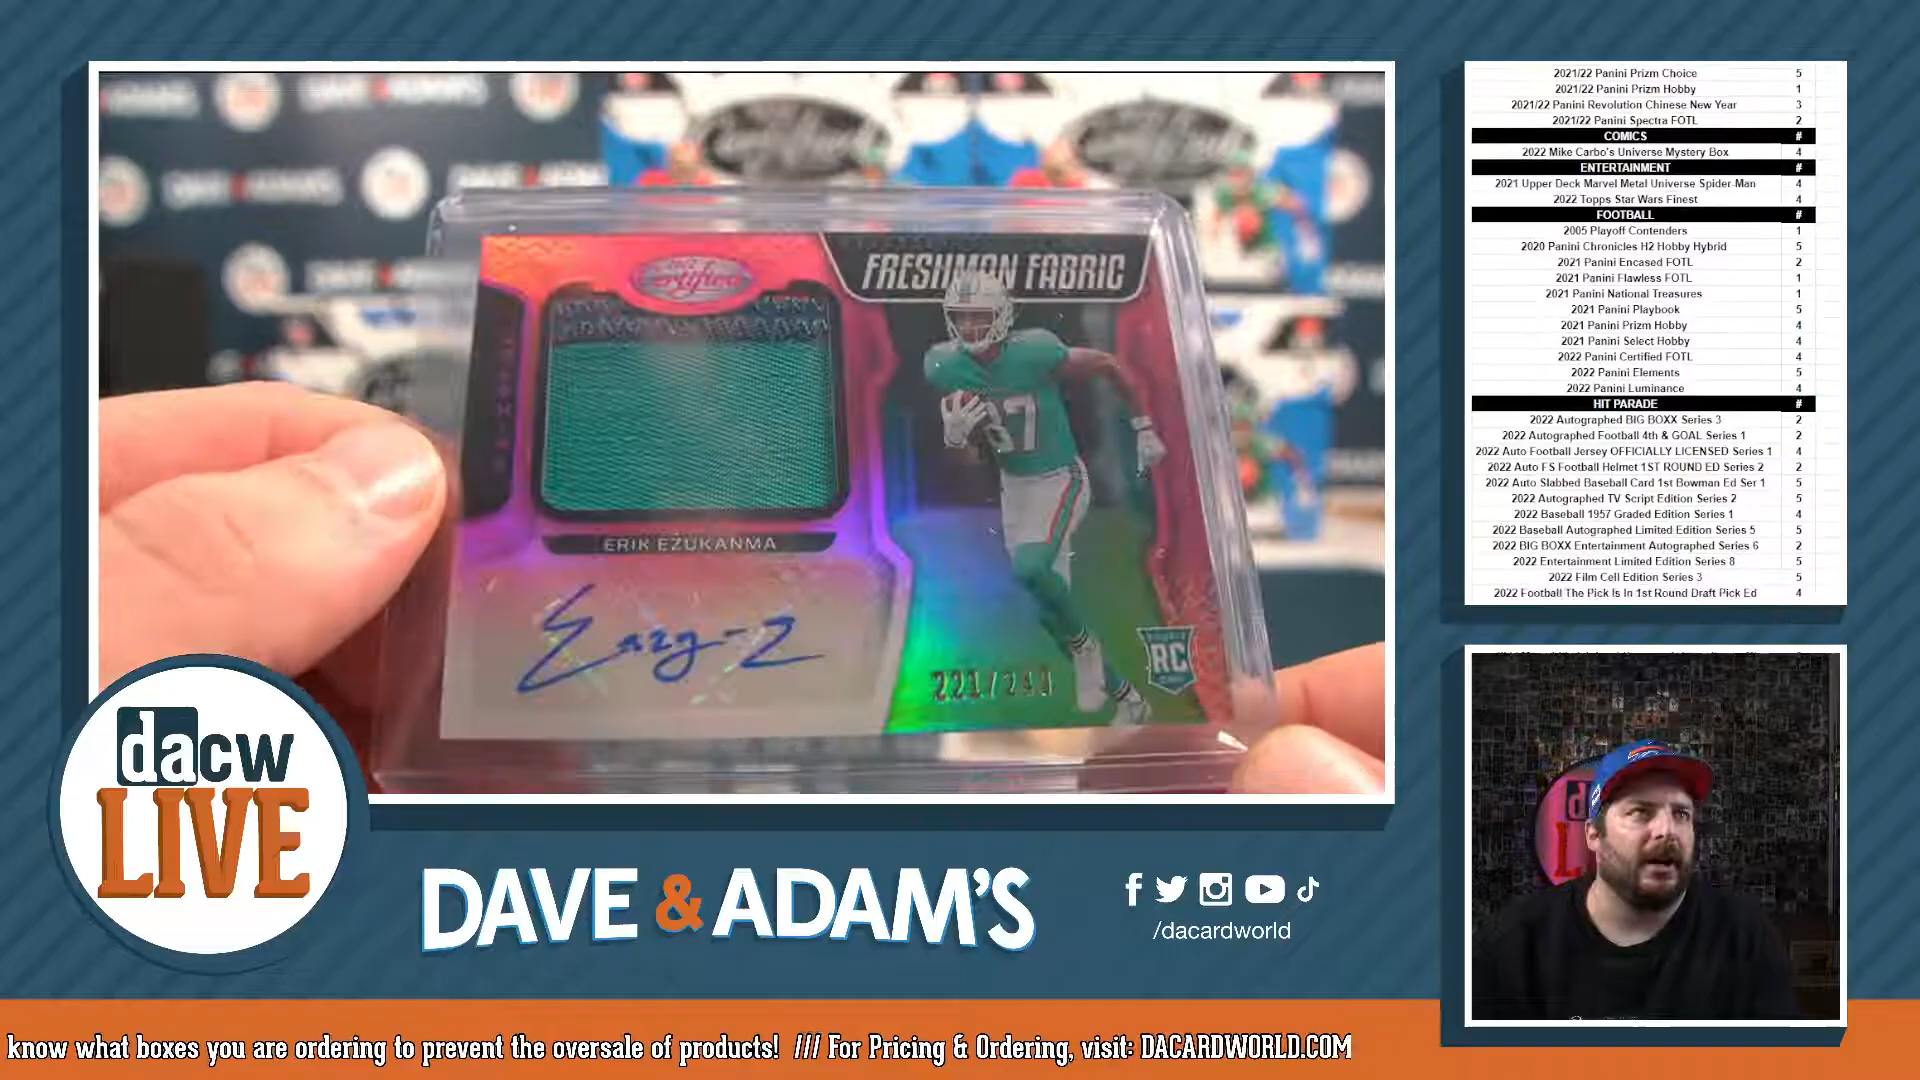 DAVE & ADAM'S
Certified
FRESHMAN FABRIC
ERIK EZUKANMA
Eazy-E
RC
dacw
LIVE
DAVE & ADAM'S
/dacardworld
2021/22 Panini Prizm Choice 5
2021/22 Panini Prizm Hobby 1
2021/22 Panini Revolution Chinese New Year 3
2021/22 Panini Spectra FOTL 2
COMICS #
2022 Mike Carbo's Universe Mystery Box 4
ENTERTAINMENT #
2021 Upper Deck Marvel Metal Universe Spider-Man 4
2022 Topps Star Wars Finest 4
FOOTBALL #
2005 Playoff Contenders 1
2020 Panini Chronicles H2 Hobby Hybrid 5
2021 Panini Encased FOTL 2
2021 Panini Flawless FOTL 1
2021 Panini National Treasures 1
2021 Panini Playbook 5
2021 Panini Prizm Hobby 4
2021 Panini Select Hobby 4
2022 Panini Certified FOTL 4
2022 Panini Elements 5
2022 Panini Luminance 4
HIT PARADE #
2022 Autographed BIG BOXX Series 3 2
2022 Autographed Football 4th & GOAL Series 1 2
2022 Auto Football Jersey OFFICIALLY LICENSED Series 1 4
2022 Auto FS Football Helmet 1ST ROUND ED Series 2 2
2022 Auto Slabbed Baseball Card 1st Bowman Ed Ser 1 5
2022 Autographed TV Script Edition Series 2 5
2022 Baseball 1957 Graded Edition Series 1 4
2022 Baseball Autographed Limited Edition Series 5 5
2022 BIG BOXX Entertainment Autographed Series 6 2
2022 Entertainment Limited Edition Series 8 5
2022 Film Cell Edition Series 3 5
2022 Football The Pick Is In 1st Round Draft Pick Ed 4
know what boxes you are ordering to prevent the oversale of products! /// For Pricing & Ordering, visit: DACARDWORLD.COM